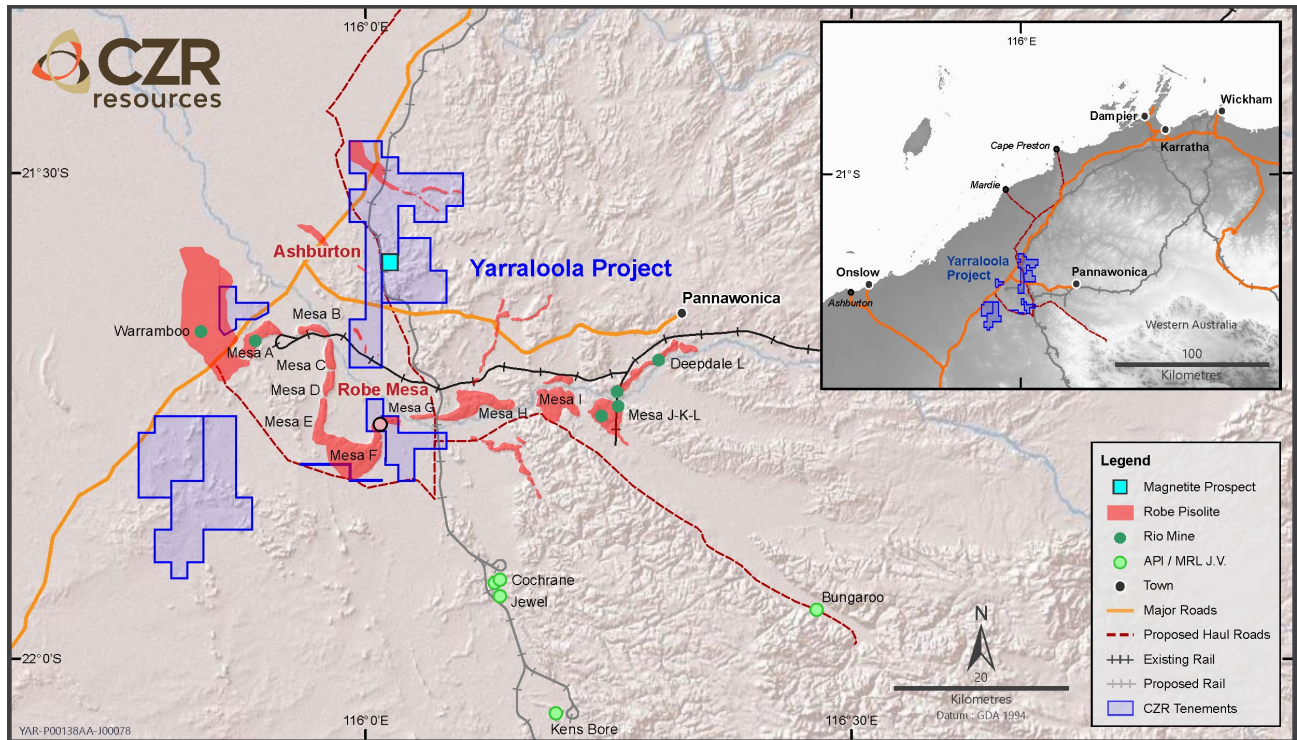 CZR
resources
116°0'E
21°30'S
Ashburton
Yarraloola Project
Pannawonica
Warramboo
Mesa A
Mesa B
Mesa C
Mesa D
Robe Mesa
Mesa E
Mesa G
Mesa H
Mesa I
Deepdale L
Mesa J-K-L
Mesa F
Cochrane
Jewel
Bungaroo
22°0'S
116°0'E
Kens Bore
116°30'E
YAR-P00138AA-J00078
N
20
Kilometres
Datum : GDA 1994
116°E
Wickham
Dampier
Karratha
Cape Preston
21°S
Mardie
Yarraloola
Project
Onslow
Ashburton
Pannawonica
Western Australia
100
Kilometres
Legend
Magnetite Prospect
Robe Pisolite
Rio Mine
API / MRL J.V.
Town
Major Roads
Proposed Haul Roads
Existing Rail
Proposed Rail
CZR Tenements